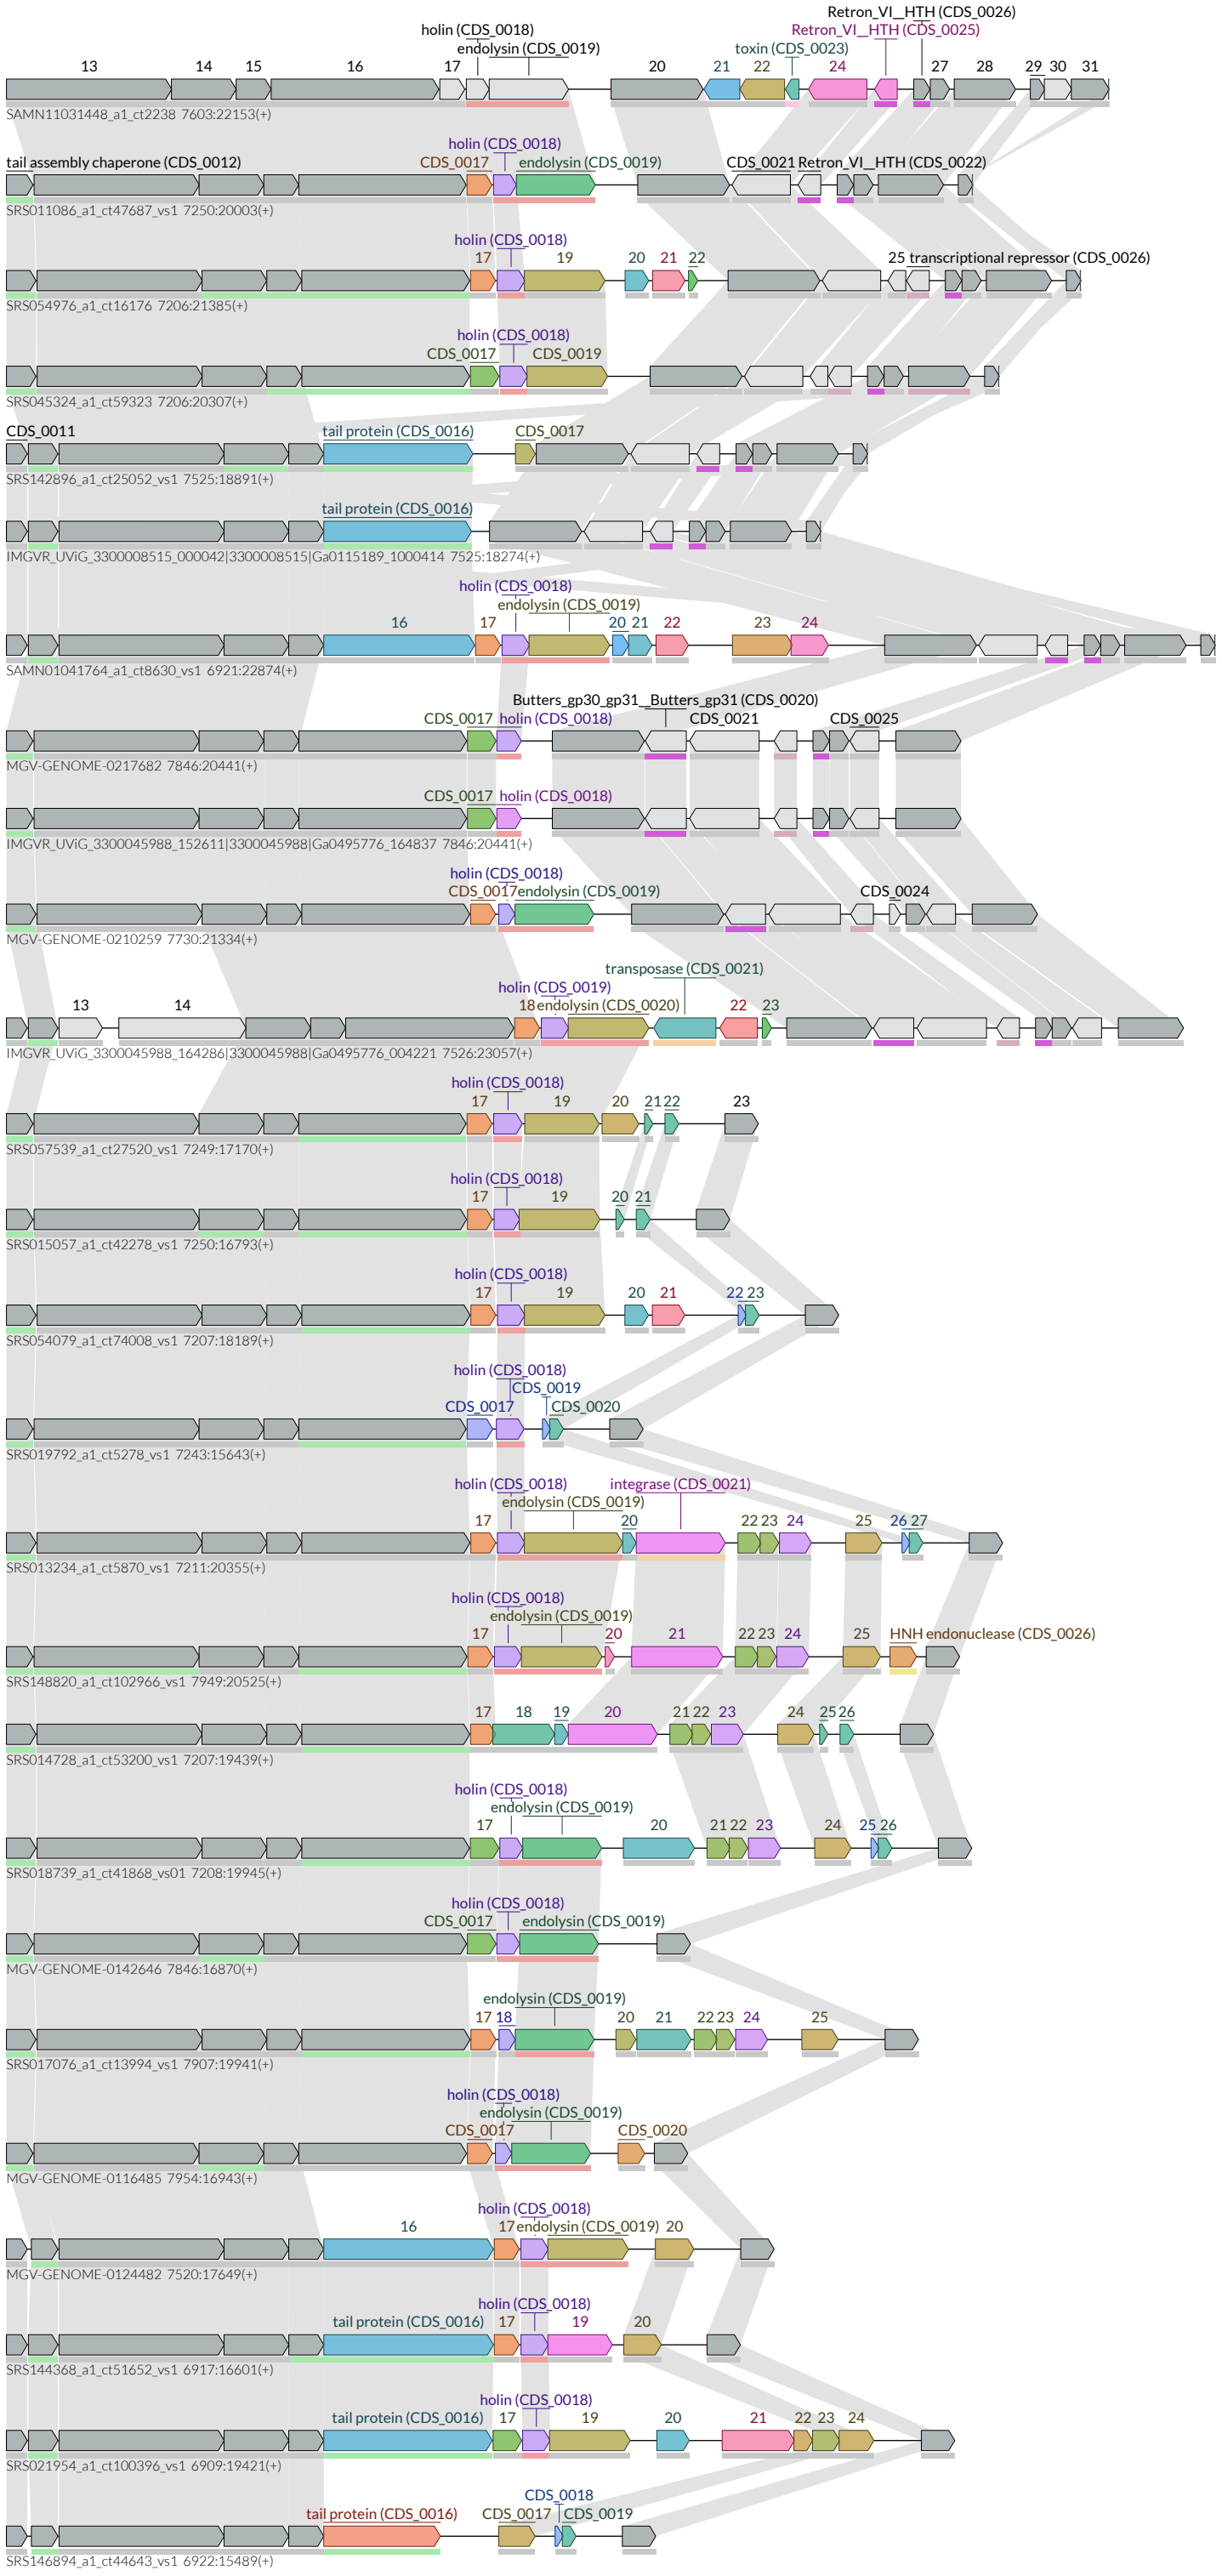 Retron_VI__HTH (CDS_0026)
holin (CDS_0018) Retron_VI__HTH (CDS_0025)
endolysin (CDS_0019) toxin (CDS_0023)
13 14 15 16 17 20 21 22 24 27 28 29 30 31
SAMN11031448_a1_ct2238 7603:22153(+)
holin (CDS_0018)
tail assembly chaperone (CDS_0012) CDS_0017 endolysin (CDS_0019) CDS_0021 Retron_VI__HTH (CDS_0022)
SRS011086_a1_ct47687_vs1 7250:20003(+)
holin (CDS_0018)
17 19 20 21 22 25 transcriptional repressor (CDS_0026)
SRS054976_a1_ct16176 7206:21385(+)
holin (CDS_0018)
CDS_0017 CDS_0019
SRS045324_a1_ct59323 7206:20307(+)
CDS_0011 tail protein (CDS_0016) CDS_0017
SRS142896_a1_ct25052_vs1 7525:18891(+)
tail protein (CDS_0016)
IMGVR_UViG_3300008515_000042|3300008515|Ga0115189_1000414 7525:18274(+)
holin (CDS_0018)
endolysin (CDS_0019)
16 17 20 21 22 23 24
SAMN01041764_a1_ct8630_vs1 6921:22874(+)
Butters_gp30_gp31__Butters_gp31 (CDS_0020)
CDS_0017 holin (CDS_0018) CDS_0021 CDS_0025
MGV-GENOME-0217682 7846:20441(+)
CDS_0017 holin (CDS_0018)
IMGVR_UViG_3300045988_152611|3300045988|Ga0495776_164837 7846:20441(+)
holin (CDS_0018)
CDS_0017 endolysin (CDS_0019) CDS_0024
MGV-GENOME-0210259 7730:21334(+)
transposase (CDS_0021)
holin (CDS_0019)
13 14 18 endolysin (CDS_0020) 22 23
IMGVR_UViG_3300045988_164286|3300045988|Ga0495776_004221 7526:23057(+)
holin (CDS_0018)
17 19 20 21 22 23
SRS057539_a1_ct27520_vs1 7249:17170(+)
holin (CDS_0018)
17 19 20 21
SRS015057_a1_ct42278_vs1 7250:16793(+)
holin (CDS_0018)
17 19 20 21 22 23
SRS054079_a1_ct74008_vs1 7207:18189(+)
holin (CDS_0018)
CDS_0019
CDS_0017 CDS_0020
SRS019792_a1_ct5278_vs1 7243:15643(+)
holin (CDS_0018) integrase (CDS_0021)
endolysin (CDS_0019)
17 20 22 23 24 25 26 27
SRS013234_a1_ct5870_vs1 7211:20355(+)
holin (CDS_0018)
endolysin (CDS_0019)
17 20 21 22 23 24 25 HNH endonuclease (CDS_0026)
SRS148820_a1_ct102966_vs1 7949:20525(+)
17 18 19 20 21 22 23 24 25 26
SRS014728_a1_ct53200_vs1 7207:19439(+)
holin (CDS_0018)
endolysin (CDS_0019)
17 20 21 22 23 24 25 26
SRS018739_a1_ct41868_vs01 7208:19945(+)
holin (CDS_0018)
CDS_0017 endolysin (CDS_0019)
MGV-GENOME-0142646 7846:16870(+)
endolysin (CDS_0019)
17 18 20 21 22 23 24 25
SRS017076_a1_ct13994_vs1 7907:19941(+)
holin (CDS_0018)
endolysin (CDS_0019)
CDS_0017 CDS_0020
MGV-GENOME-0116485 7954:16943(+)
holin (CDS_0018)
16 17 endolysin (CDS_0019) 20
MGV-GENOME-0124482 7520:17649(+)
holin (CDS_0018)
tail protein (CDS_0016) 17 19 20
SRS144368_a1_ct51652_vs1 6917:16601(+)
holin (CDS_0018)
tail protein (CDS_0016) 17 19 20 21 22 23 24
SRS021954_a1_ct100396_vs1 6909:19421(+)
CDS_0018
tail protein (CDS_0016) CDS_0017 CDS_0019
SRS146894_a1_ct44643_vs1 6922:15489(+)